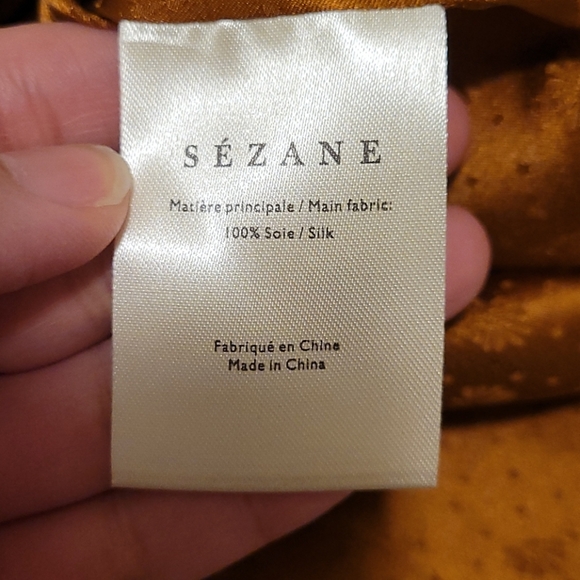 SÉZANE
Matière principale / Main fabric:
100% Soie / Silk
Fabriqué en Chine
Made in China